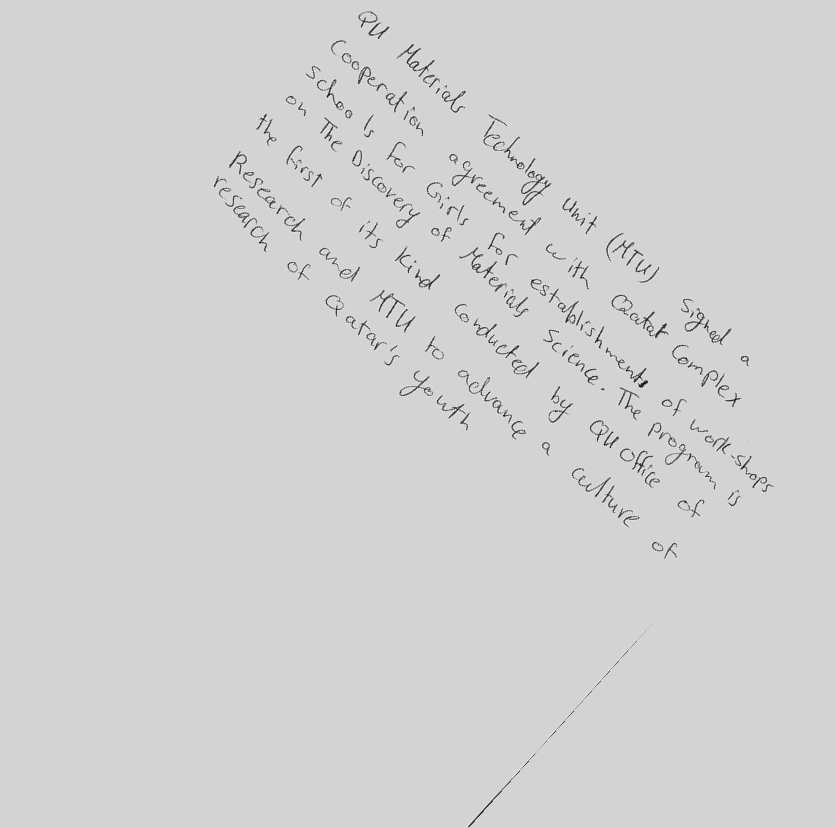 QU Materials Technology Unit (MTU) signed a
Cooperation agreement with Qatar Complex
schools for Girls for establishments of work-shops
on The Discovery of Materials Science. The program is
the first of its kind conducted by QU office of
Research and MTU to advance a culture of
research of Qatar's youth